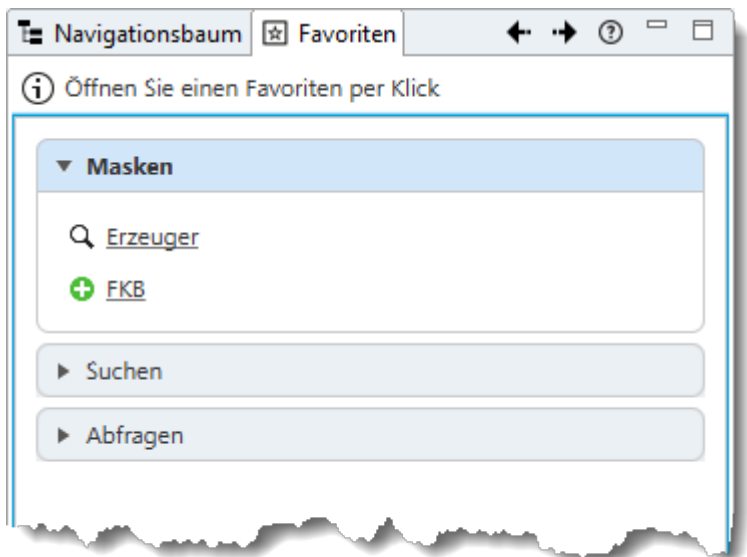 Navigationsbaum Favoriten
Öffnen Sie einen Favoriten per Klick
Masken
Erzeuger
FKB
Suchen
Abfragen